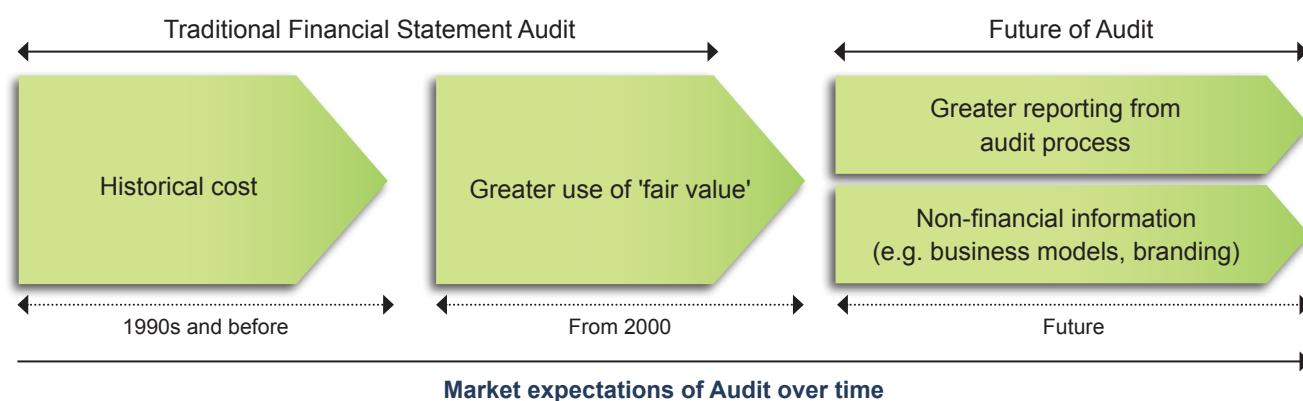 Traditional Financial Statement Audit
Future of Audit
Historical cost
Greater use of 'fair value'
Greater reporting from
audit process
Non-financial information
(e.g. business models, branding)
1990s and before
From 2000
Future
Market expectations of Audit over time